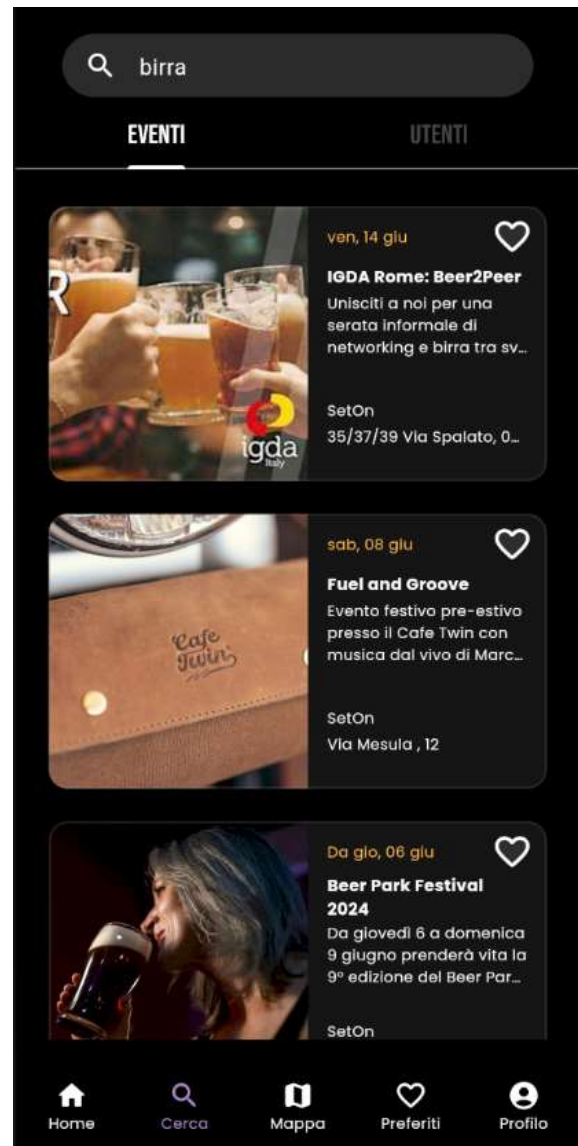 birra
EVENTI
UTENTI
R
igda
Italy
ven, 14 giu
IGDA Rome: Beer2Peer
Unisciti a noi per una
serata informale di
networking e birra tra sv...
SetOn
35/37/39 Via Spalato, 0...
Cafe
Twin
sab, 08 giu
Fuel and Groove
Evento festivo pre-estivo
presso il Cafe Twin con
musica dal vivo di Marc...
SetOn
Via Mesula , 12
Da gio, 06 giu
Beer Park Festival
2024
Da giovedì 6 a domenica
9 giugno prenderà vita la
9° edizione del Beer Par...
SetOn
Home
Cerca
Mappa
Preferiti
Profilo